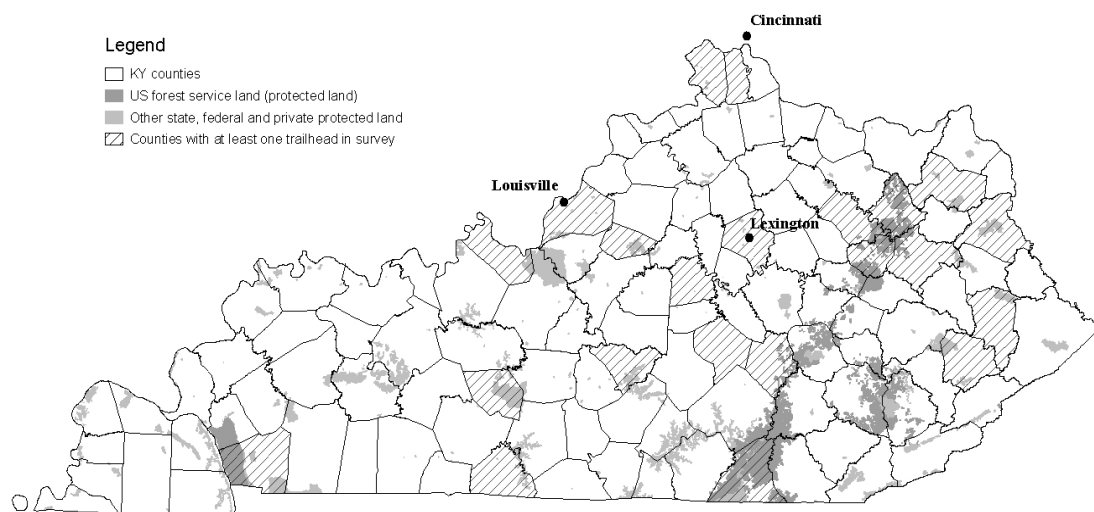 Cincinnati
Legend
KY counties
US forest service land (protected land)
Other state, federal and private protected land
Counties with at least one trailhead in survey
Louisville
Lexington